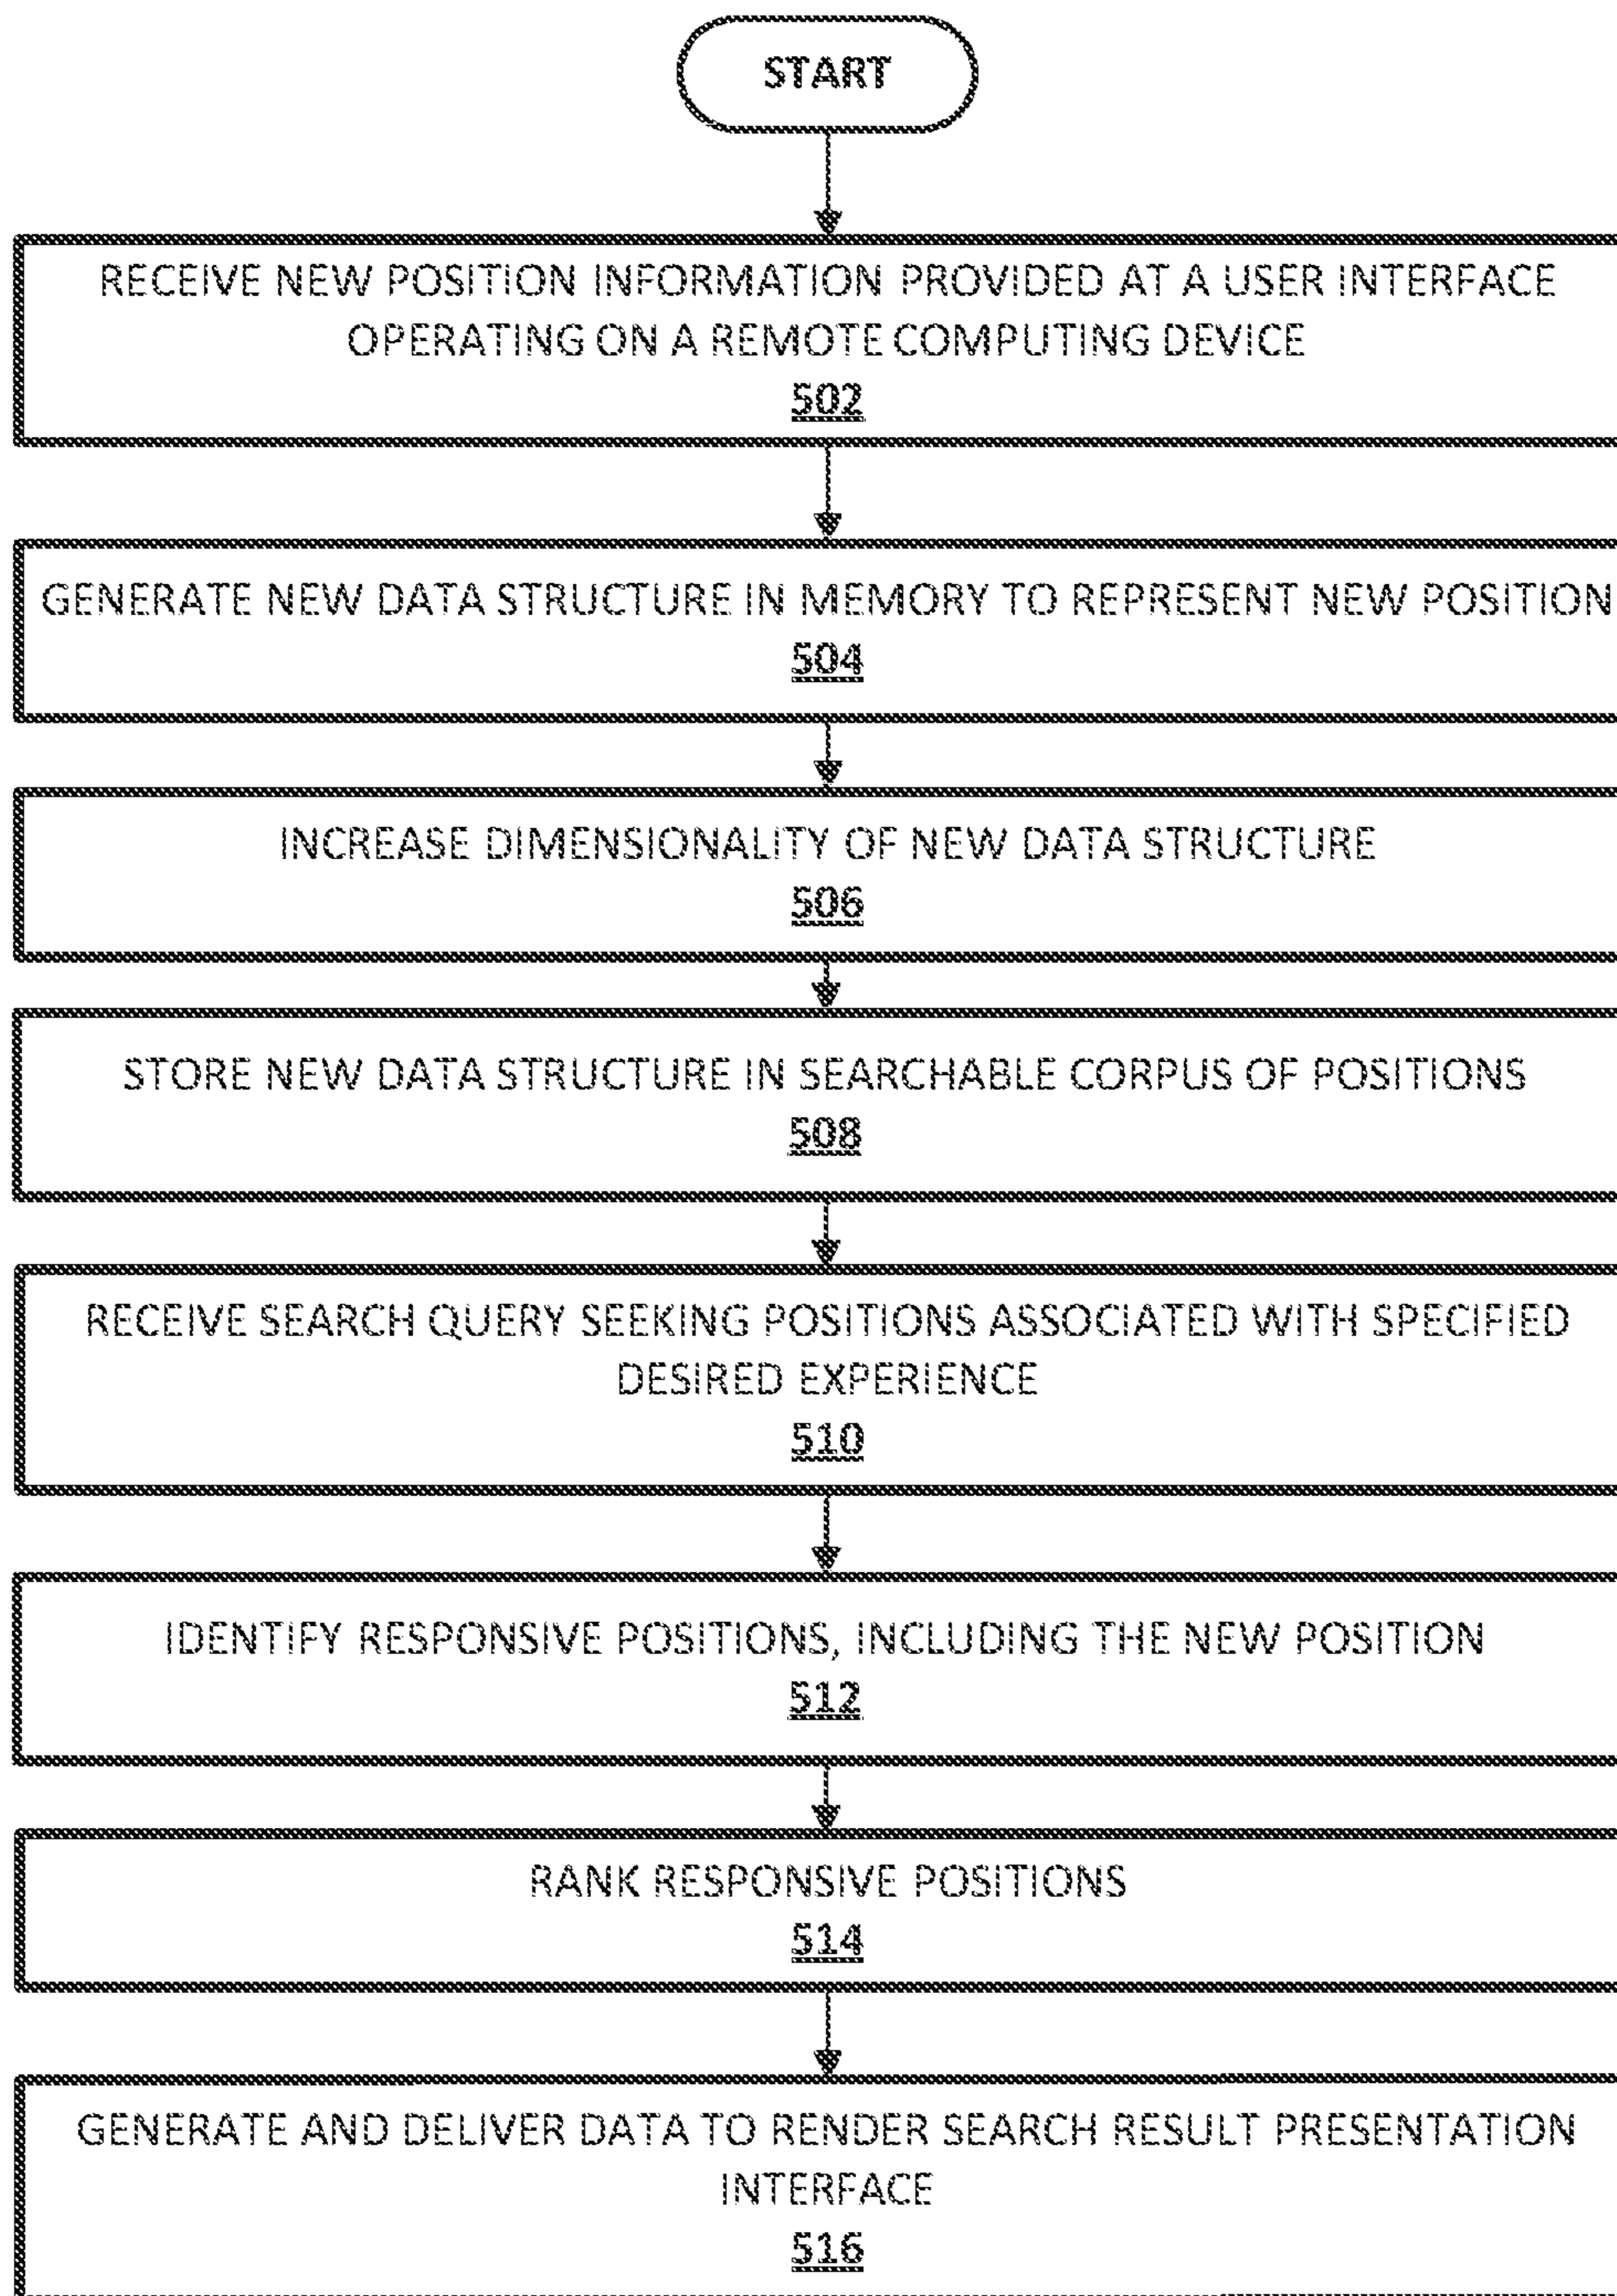 START
RECEIVE NEW POSITION INFORMATION PROVIDED AT A USER INTERFACE
OPERATING ON A REMOTE COMPUTING DEVICE
502
GENERATE NEW DATA STRUCTURE IN MEMORY TO REPRESENT NEW POSITION
504
INCREASE DIMENSIONALITY OF NEW DATA STRUCTURE
506
STORE NEW DATA STRUCTURE IN SEARCHABLE CORPUS OF POSITIONS
508
RECEIVE SEARCH QUERY SEEKING POSITIONS ASSOCIATED WITH SPECIFIED
DESIRED EXPERIENCE
510
IDENTIFY RESPONSIVE POSITIONS, INCLUDING THE NEW POSITION
512
RANK RESPONSIVE POSITIONS
514
GENERATE AND DELIVER DATA TO RENDER SEARCH RESULT PRESENTATION
INTERFACE
516